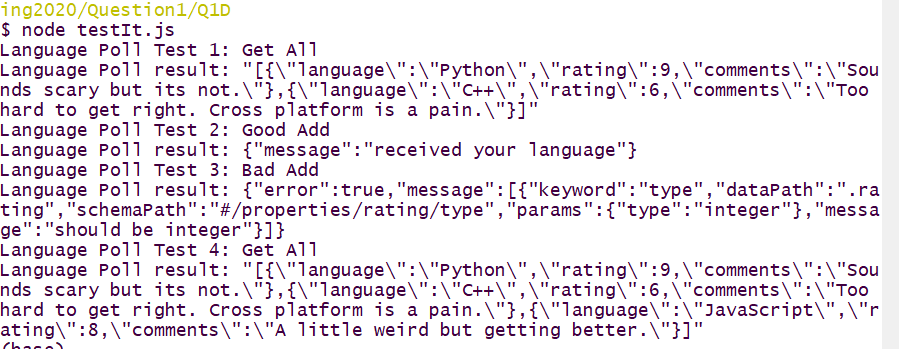 ing2020/Question1/Q1D
$ node testIt.js
Language Poll Test 1: Get All
Language Poll result: "[{\"language\":\"Python\",\"rating\":9,\"comments\":\"Sou
nds scary but its not.\"},{\"language\":\"C++\",\"rating\":6,\"comments\":\"Too
hard to get right. Cross platform is a pain.\"}]"
Language Poll Test 2: Good Add
Language Poll result: {"message":"received your language"}
Language Poll Test 3: Bad Add
Language Poll result: {"error":true,"message":[{"keyword":"type","dataPath":".ra
ting","schemaPath":"#/properties/rating/type","params":{"type":"integer"},"messa
ge":"should be integer"}]}
Language Poll Test 4: Get All
Language Poll result: "[{\"language\":\"Python\",\"rating\":9,\"comments\":\"Sou
nds scary but its not.\"},{\"language\":\"C++\",\"rating\":6,\"comments\":\"Too
hard to get right. Cross platform is a pain.\"},{\"language\":\"JavaScript\",\"r
ating\":8,\"comments\":\"A little weird but getting better.\"}]"
(base)